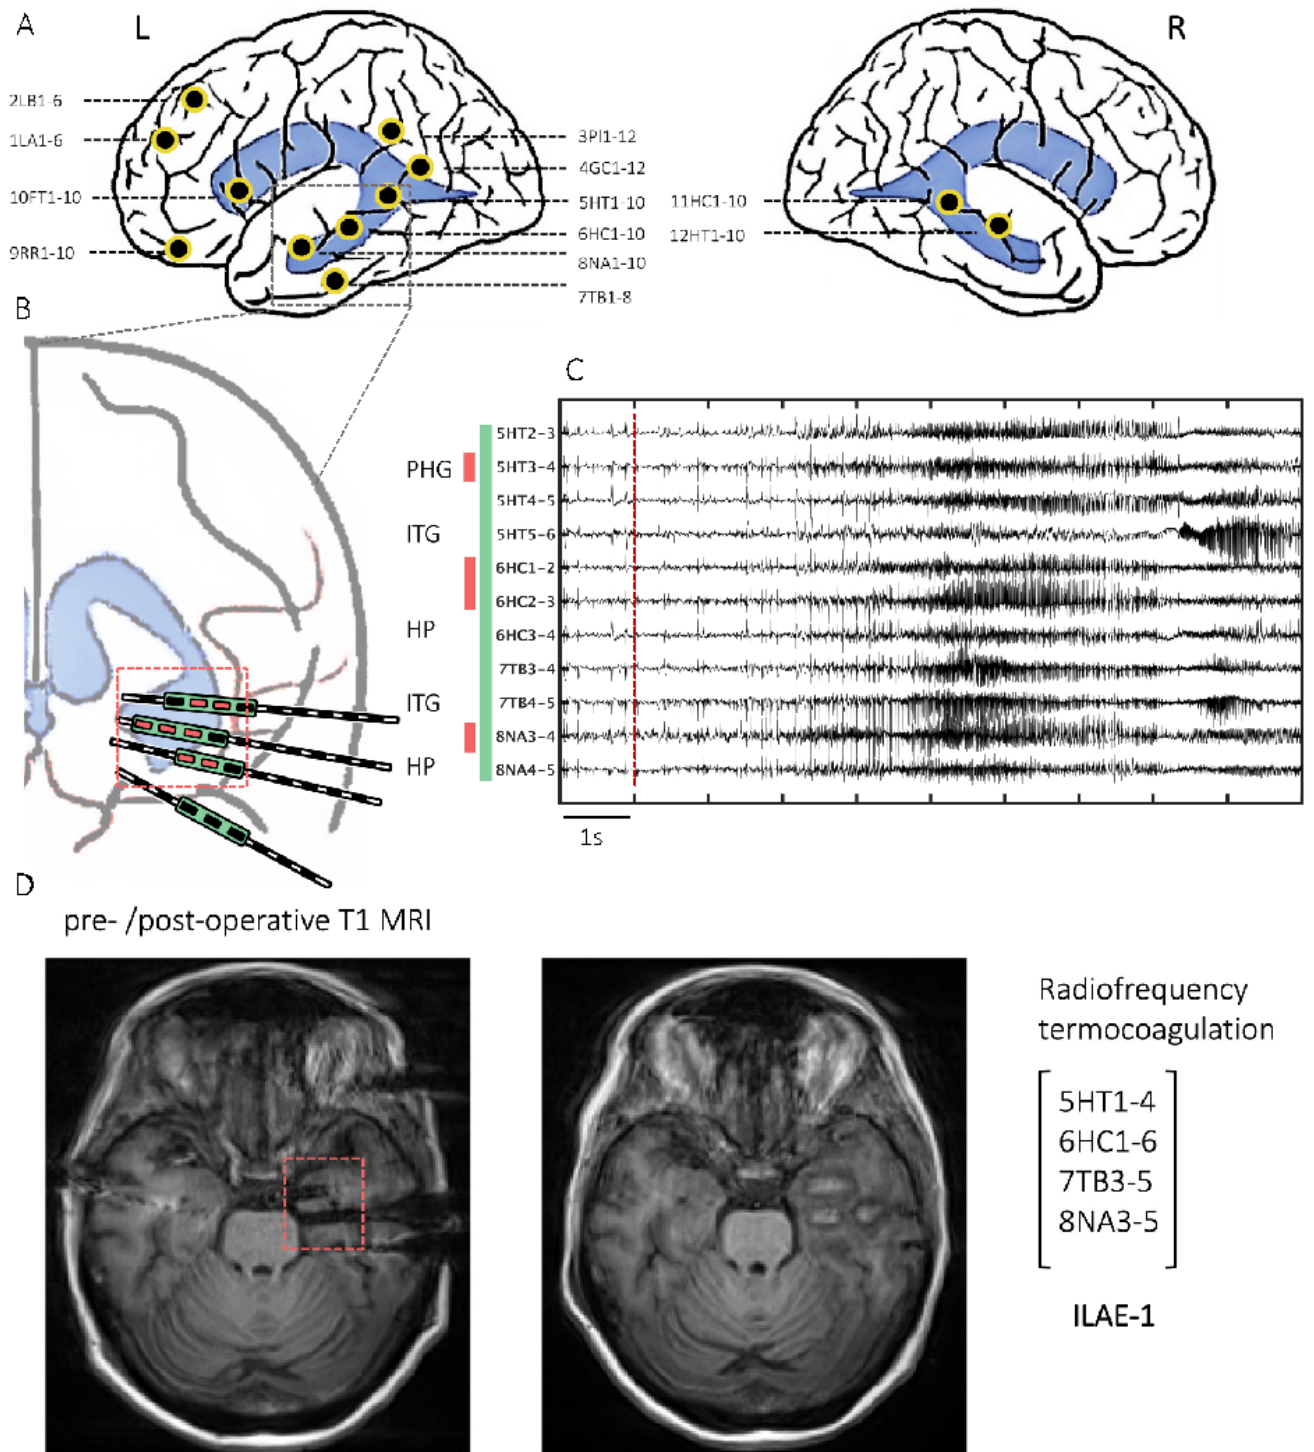 A
L
R
2LB1-6
1LA1-6
10FT1-10
9RR1-10
3PI1-12
4GC1-12
5HT1-10
6HC1-10
8NA1-10
7TB1-8
11HC1-10
12HT1-10
B
PHG
ITG
HP
ITG
HP
C
5HT2-3
5HT3-4
5HT4-5
5HT5-6
6HC1-2
6HC2-3
6HC3-4
7TB3-4
7TB4-5
8NA3-4
8NA4-5
1s
D
pre- /post-operative T1 MRI
Radiofrequency
termocoagulation
5HT1-4
6HC1-6
7TB3-5
8NA3-5
ILAE-1